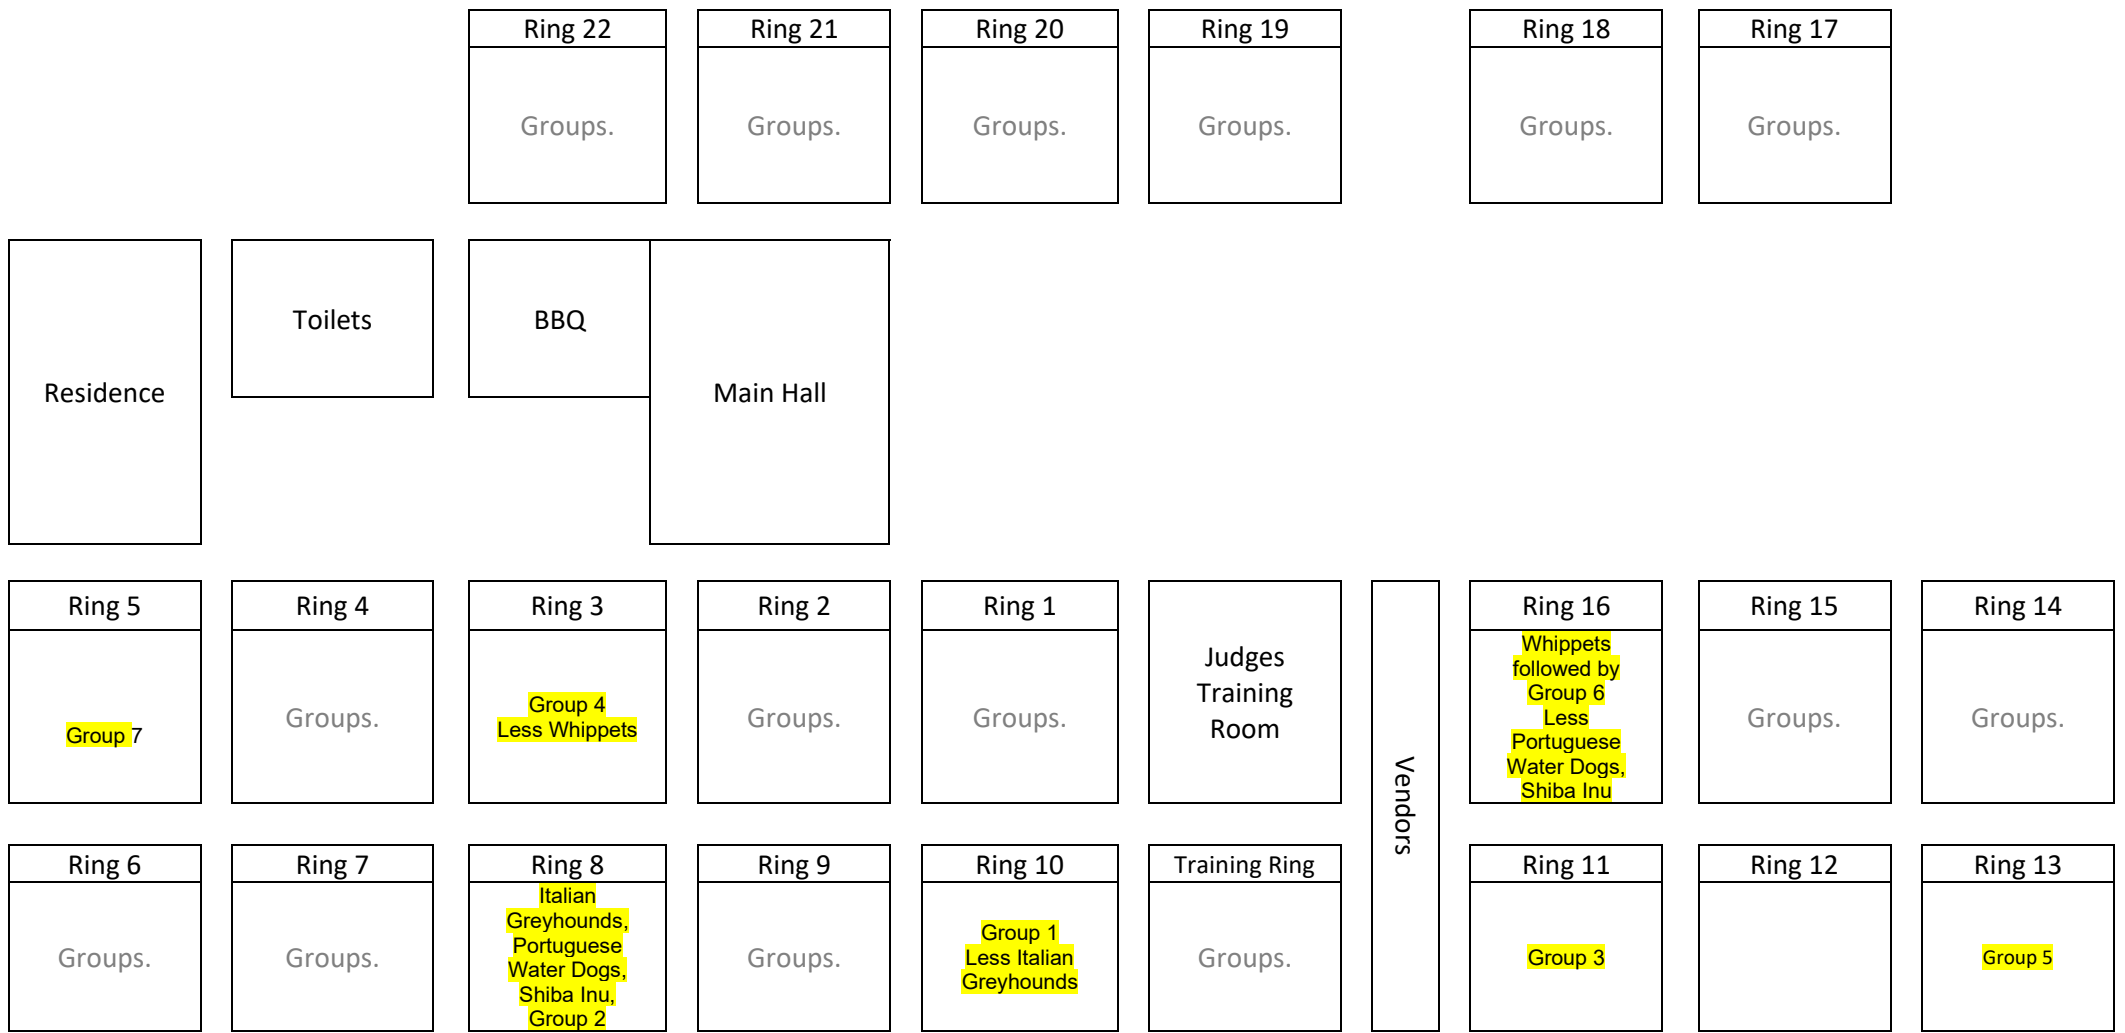 Ring 22
Groups.
Ring 21
Groups.
Ring 20
Groups.
Ring 19
Groups.
Ring 18
Groups.
Ring 17
Groups.
Residence
Toilets
BBQ
Main Hall
Ring 5
Group 7
Ring 4
Groups.
Ring 3
Group 4
Less Whippets
Ring 2
Groups.
Ring 1
Groups.
Judges
Training
Room
Vendors
Ring 16
Whippets
followed by
Group 6
Less
Portuguese
Water Dogs,
Shiba Inu
Ring 15
Groups.
Ring 14
Groups.
Ring 6
Groups.
Ring 7
Groups.
Ring 8
Italian
Greyhounds,
Portuguese
Water Dogs,
Shiba Inu,
Group 2
Ring 9
Groups.
Ring 10
Group 1
Less Italian
Greyhounds
Training Ring
Groups.
Ring 11
Group 3
Ring 12
Ring 13
Group 5